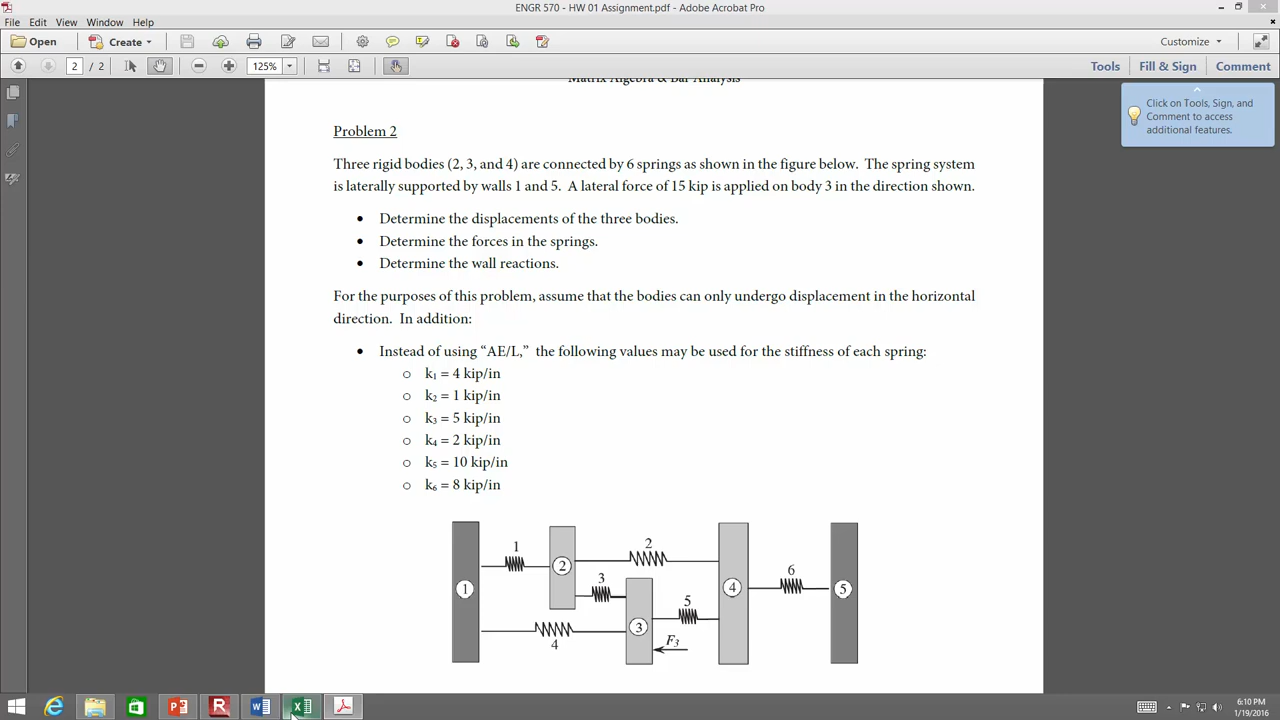 ENGR 570 - HW 01 Assignment.pdf - Adobe Acrobat Pro
File Edit View Window Help
Open Create Customize
2 / 2 125% Tools Fill & Sign Comment
Matrix Algebra & Bar Analysis
Click on Tools, Sign, and
Comment to access
additional features.
Problem 2
Three rigid bodies (2, 3, and 4) are connected by 6 springs as shown in the figure below. The spring system
is laterally supported by walls 1 and 5. A lateral force of 15 kip is applied on body 3 in the direction shown.
• Determine the displacements of the three bodies.
• Determine the forces in the springs.
• Determine the wall reactions.
For the purposes of this problem, assume that the bodies can only undergo displacement in the horizontal
direction. In addition:
• Instead of using “AE/L,” the following values may be used for the stiffness of each spring:
o k₁ = 4 kip/in
o k₂ = 1 kip/in
o k₃ = 5 kip/in
o k₄ = 2 kip/in
o k₅ = 10 kip/in
o k₆ = 8 kip/in
1 2
2
3 6
5 4
1 5
3
4 F₃
6:10 PM
1/19/2016